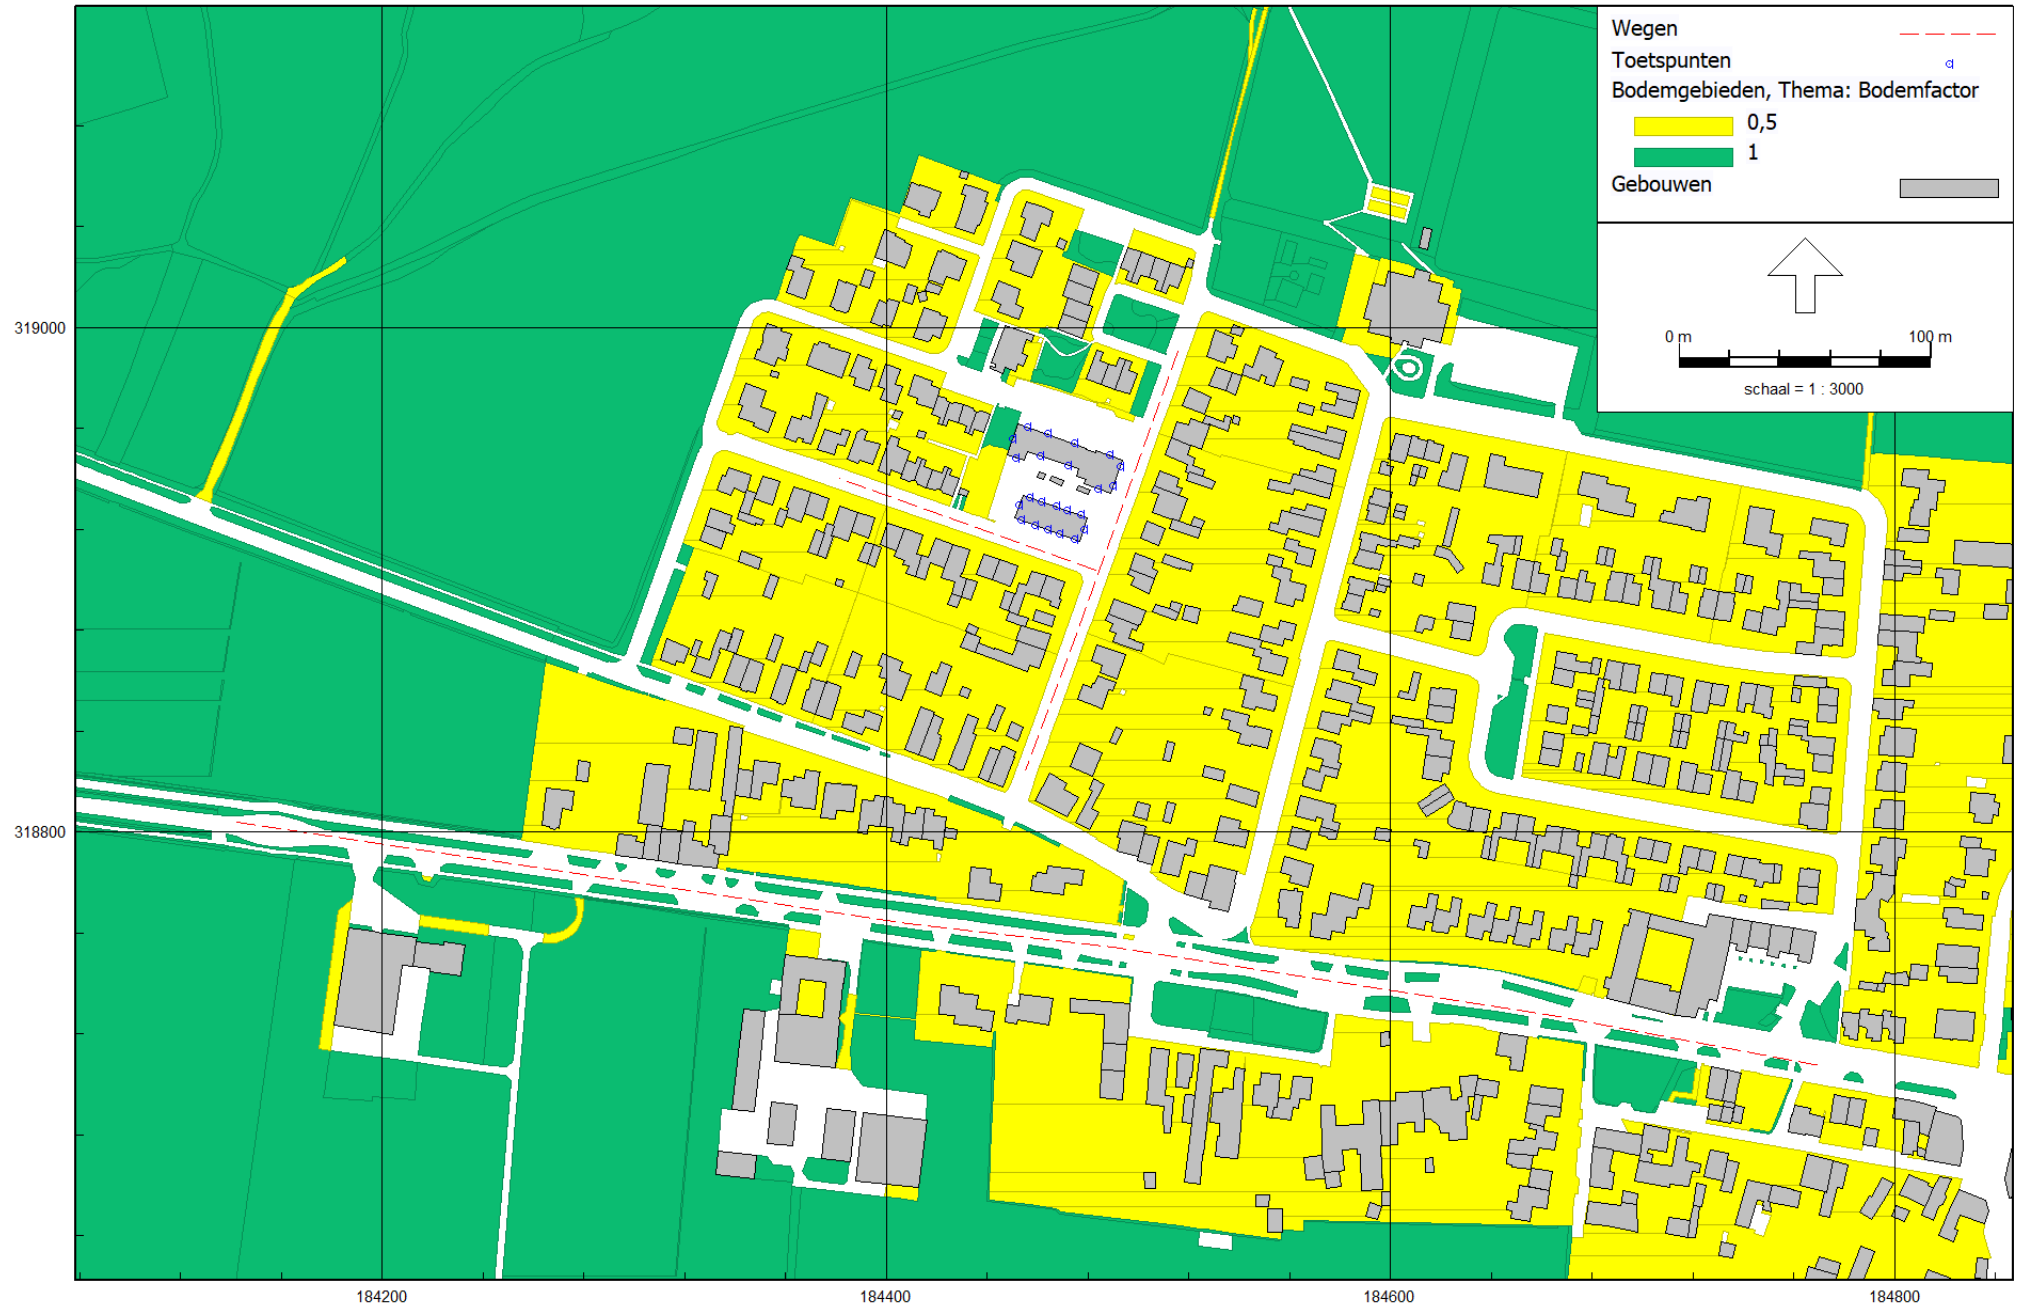 Wegen
Toetspunten
Bodemgebieden, Thema: Bodemfactor
0,5
1
Gebouwen
0 m 100 m
schaal = 1 : 3000
319000
318800
184200 184400 184600 184800